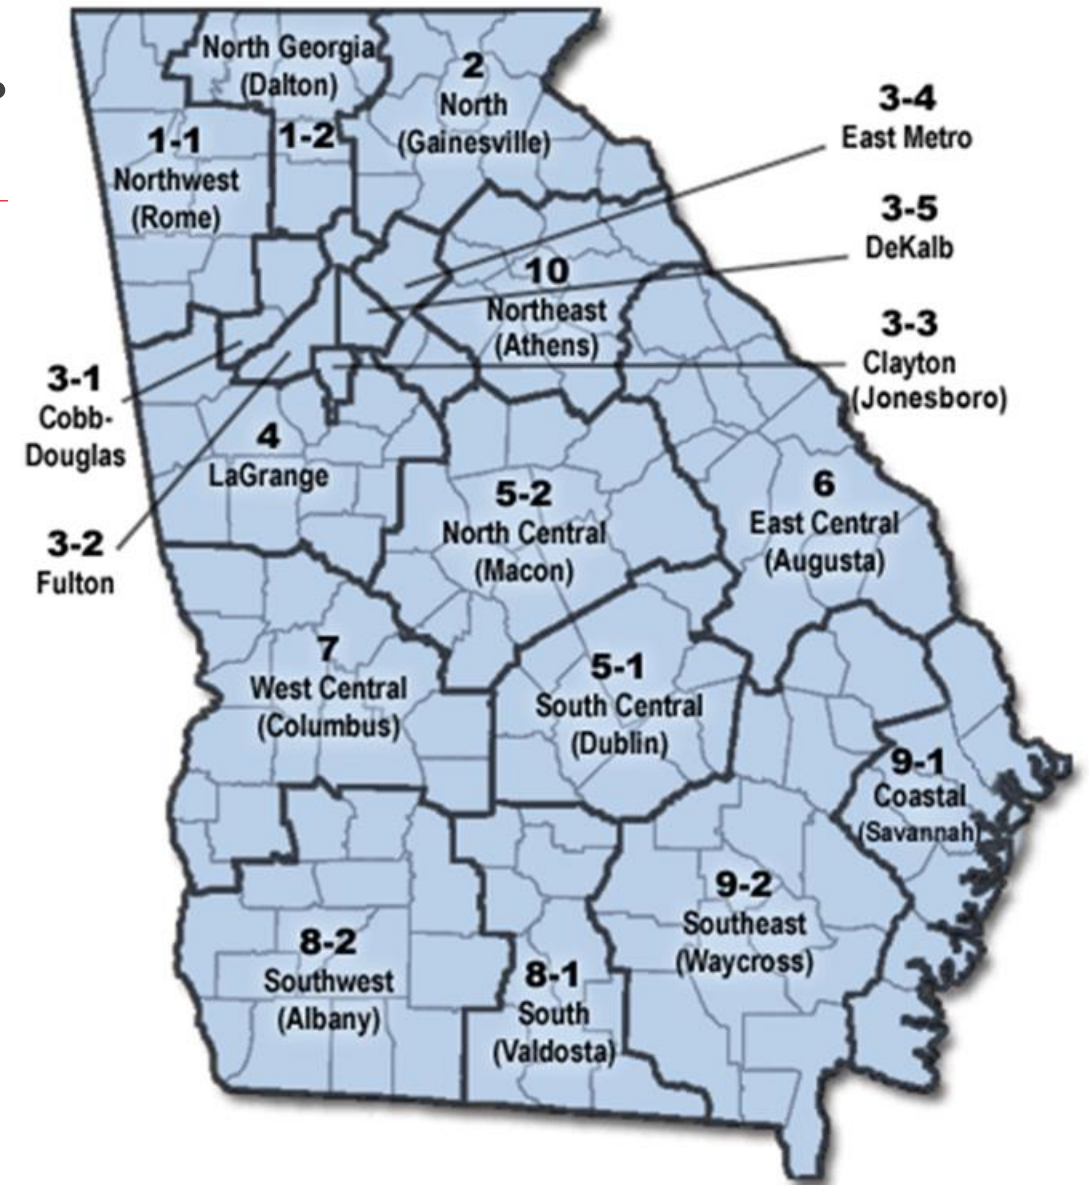 North Georgia
(Dalton)
1-2
2
North
(Gainesville)
3-4
East Metro
1-1
Northwest
(Rome)
3-5
DeKalb
10
Northeast
(Athens)
3-3
Clayton
(Jonesboro)
3-1
Cobb-
Douglas
4
LaGrange
3-2
Fulton
5-2
North Central
(Macon)
6
East Central
(Augusta)
7
West Central
(Columbus)
5-1
South Central
(Dublin)
9-1
Coastal
(Savannah)
9-2
Southeast
(Waycross)
8-2
Southwest
(Albany)
8-1
South
(Valdosta)